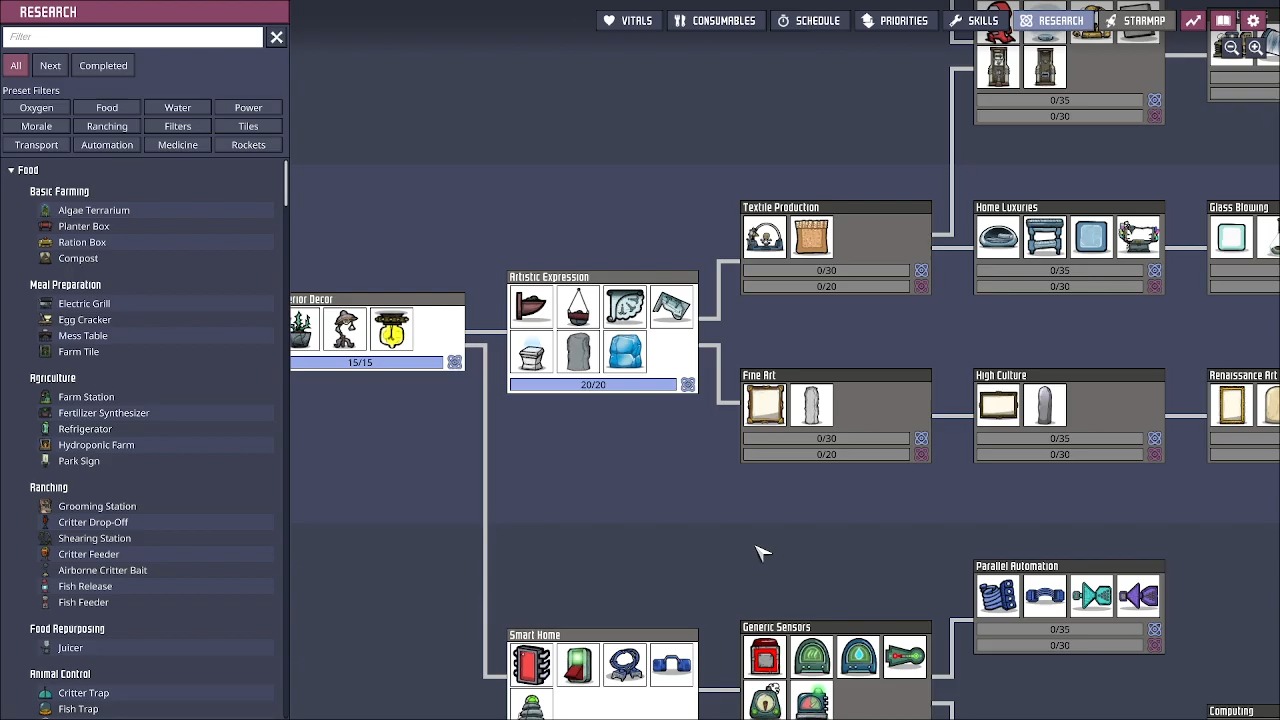 RESEARCH
Filter
All
Next
Completed
Preset Filters
Oxygen
Food
Water
Power
Morale
Ranching
Filters
Tiles
Transport
Automation
Medicine
Rockets
Food
Basic Farming
Algae Terrarium
Planter Box
Ration Box
Compost
Meal Preparation
Electric Grill
Egg Cracker
Mess Table
Farm Tile
Agriculture
Farm Station
Fertilizer Synthesizer
Refrigerator
Hydroponic Farm
Park Sign
Ranching
Grooming Station
Critter Drop-Off
Shearing Station
Critter Feeder
Airborne Critter Bait
Fish Release
Fish Feeder
Food Repurposing
Juicer
Animal Control
Critter Trap
Fish Trap
VITALS
CONSUMABLES
SCHEDULE
PRIORITIES
SKILLS
RESEARCH
STARMAP
0/35
0/30
erior Decor
15/15
Artistic Expression
20/20
Textile Production
0/30
0/20
Home Luxuries
0/35
0/30
Glass Blowing
Fine Art
0/30
0/20
High Culture
0/35
0/30
Renaissance Art
Smart Home
Generic Sensors
Parallel Automation
0/35
0/30
Computing